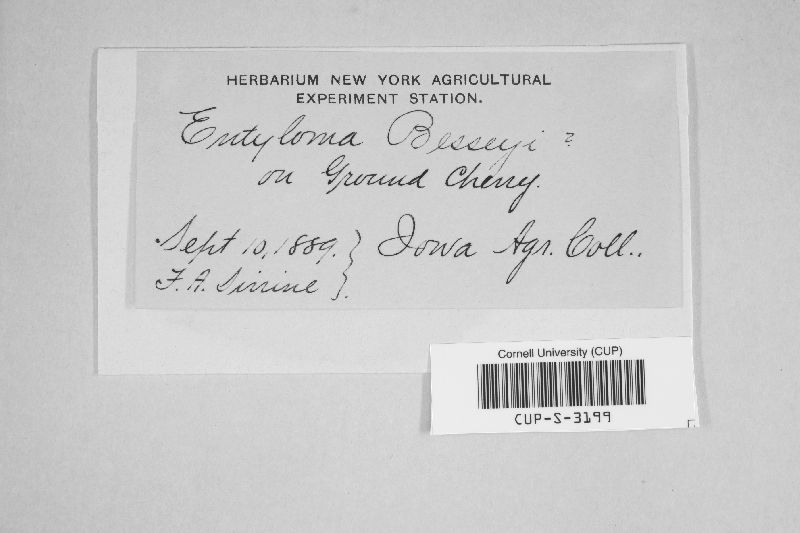 HERBARIUM NEW YORK AGRICULTURAL
EXPERIMENT STATION.
Entyloma Besseyi ?
on Ground Cherry.
Sept 10, 1889. } Iowa Agr. Coll..
F. A. Sirrine }
Cornell University (CUP)
CUP-S-3199